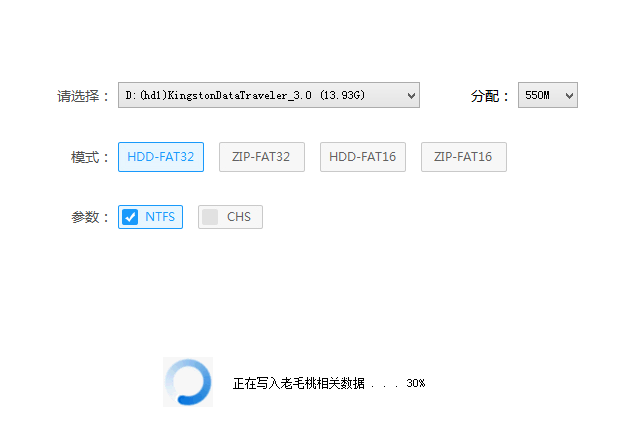 请选择： D:(hd1)KingstonDataTraveler_3.0 (13.93G) 分配： 550M
模式： HDD-FAT32 ZIP-FAT32 HDD-FAT16 ZIP-FAT16
参数： NTFS CHS
正在写入老毛桃相关数据 . . . 30%